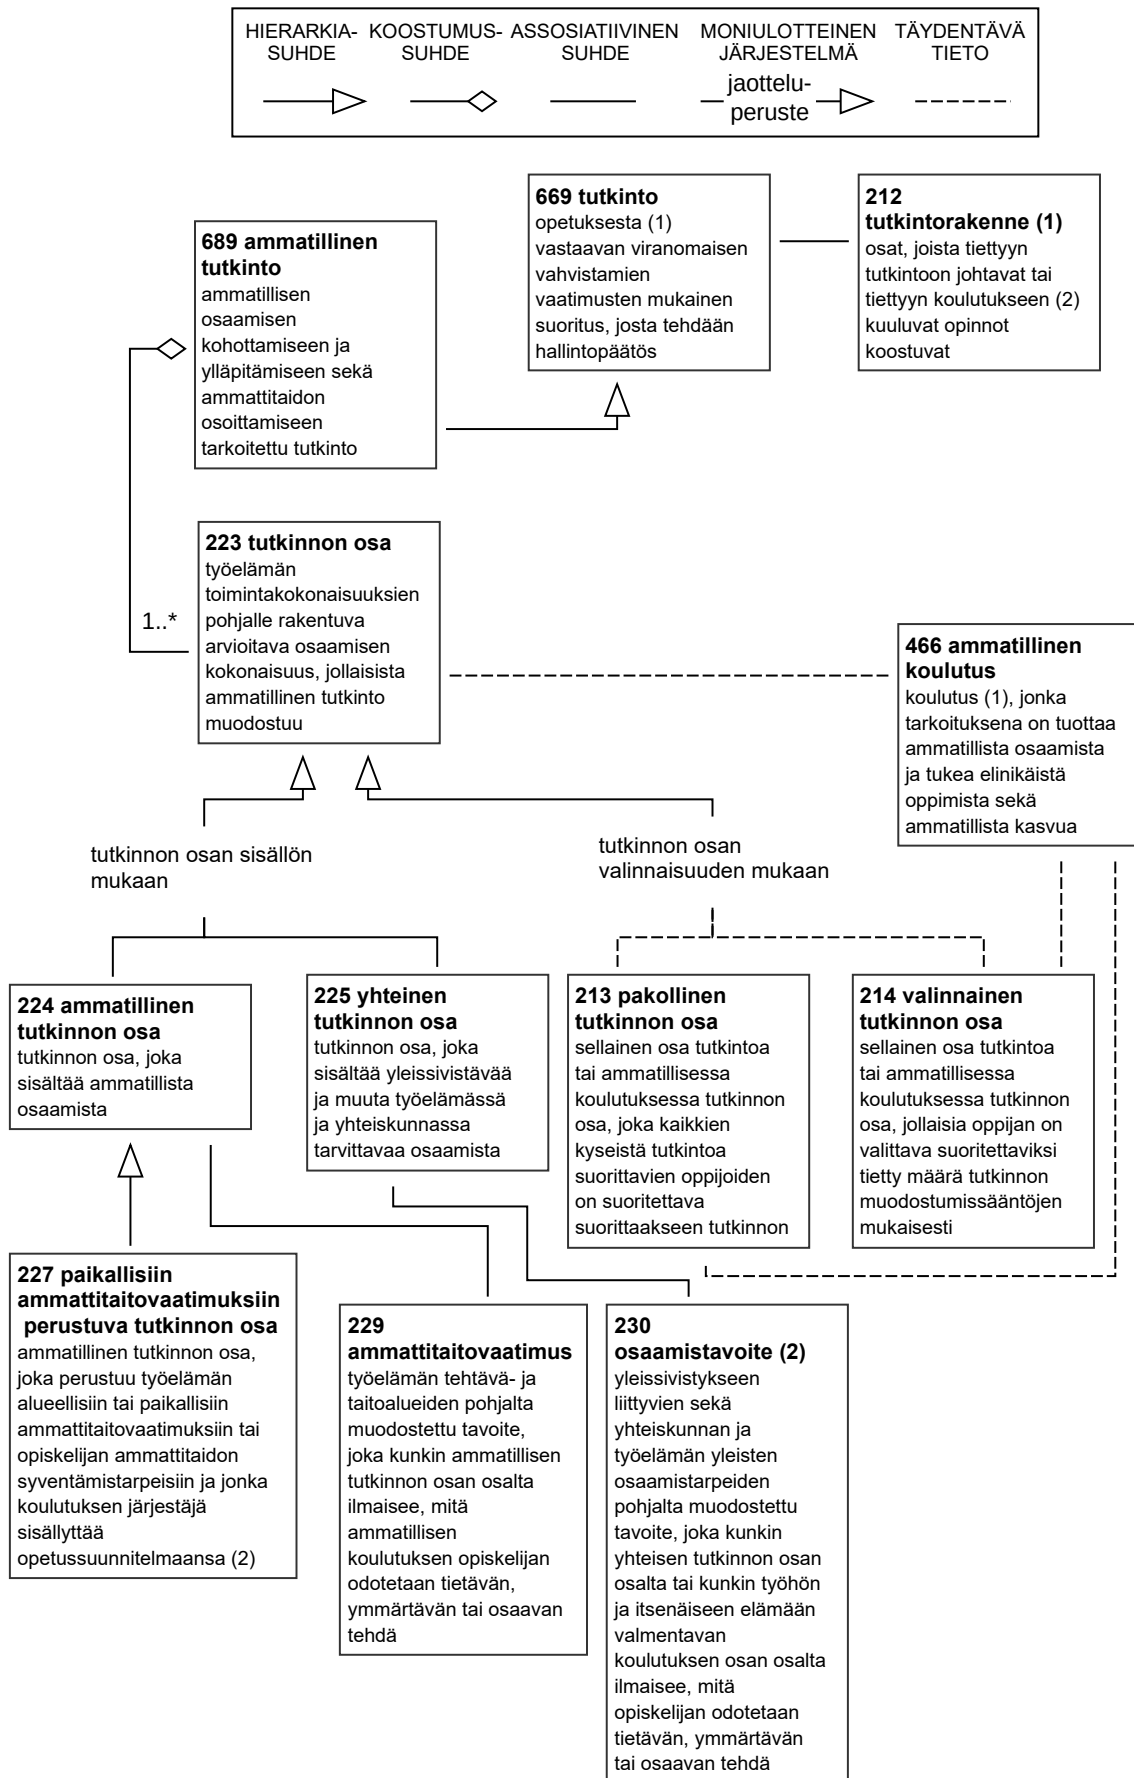 HIERARKIA-
SUHDE
KOOSTUMUS-
SUHDE
ASSOSIATIIVINEN
SUHDE
MONIULOTTEINEN
JÄRJESTELMÄ
TÄYDENTÄVÄ
TIETO
jaottelu-
peruste
669 tutkinto
opetuksesta (1)
vastaavan viranomaisen
vahvistamien
vaatimusten mukainen
suoritus, josta tehdään
hallintopäätös
212
tutkintorakenne (1)
osat, joista tiettyyn
tutkintoon johtavat tai
tiettyyn koulutukseen (2)
kuuluvat opinnot
koostuvat
689 ammatillinen
tutkinto
ammatillisen
osaamisen
kohottamiseen ja
ylläpitämiseen sekä
ammattitaidon
osoittamiseen
tarkoitettu tutkinto
223 tutkinnon osa
työelämän
toimintakokonaisuuksien
pohjalle rakentuva
arvioitava osaamisen
kokonaisuus, jollaisista
ammatillinen tutkinto
muodostuu
1..*
466 ammatillinen
koulutus
koulutus (1), jonka
tarkoituksena on tuottaa
ammatillista osaamista
ja tukea elinikäistä
oppimista sekä
ammatillista kasvua
tutkinnon osan sisällön
mukaan
tutkinnon osan
valinnaisuuden mukaan
224 ammatillinen
tutkinnon osa
tutkinnon osa, joka
sisältää ammatillista
osaamista
225 yhteinen
tutkinnon osa
tutkinnon osa, joka
sisältää yleissivistävää
ja muuta työelämässä
ja yhteiskunnassa
tarvittavaa osaamista
213 pakollinen
tutkinnon osa
sellainen osa tutkintoa
tai ammatillisessa
koulutuksessa tutkinnon
osa, joka kaikkien
kyseistä tutkintoa
suorittavien oppijoiden
on suoritettava
suorittaakseen tutkinnon
214 valinnainen
tutkinnon osa
sellainen osa tutkintoa
tai ammatillisessa
koulutuksessa tutkinnon
osa, jollaisia oppijan on
valittava suoritettaviksi
tietty määrä tutkinnon
muodostumissääntöjen
mukaisesti
227 paikallisiin
ammattitaitovaatimuksiin
perustuva tutkinnon osa
ammatillinen tutkinnon osa,
joka perustuu työelämän
alueellisiin tai paikallisiin
ammattitaitovaatimuksiin tai
opiskelijan ammattitaidon
syventämistarpeisiin ja jonka
koulutuksen järjestäjä
sisällyttää
opetussuunnitelmaansa (2)
229
ammattitaitovaatimus
työelämän tehtävä- ja
taitoalueiden pohjalta
muodostettu tavoite,
joka kunkin ammatillisen
tutkinnon osan osalta
ilmaisee, mitä
ammatillisen
koulutuksen opiskelijan
odotetaan tietävän,
ymmärtävän tai osaavan
tehdä
230
osaamistavoite (2)
yleissivistykseen
liittyvien sekä
yhteiskunnan ja
työelämän yleisten
osaamistarpeiden
pohjalta muodostettu
tavoite, joka kunkin
yhteisen tutkinnon osan
osalta tai kunkin työhön
ja itsenäiseen elämään
valmentavan
koulutuksen osan osalta
ilmaisee, mitä
opiskelijan odotetaan
tietävän, ymmärtävän
tai osaavan tehdä